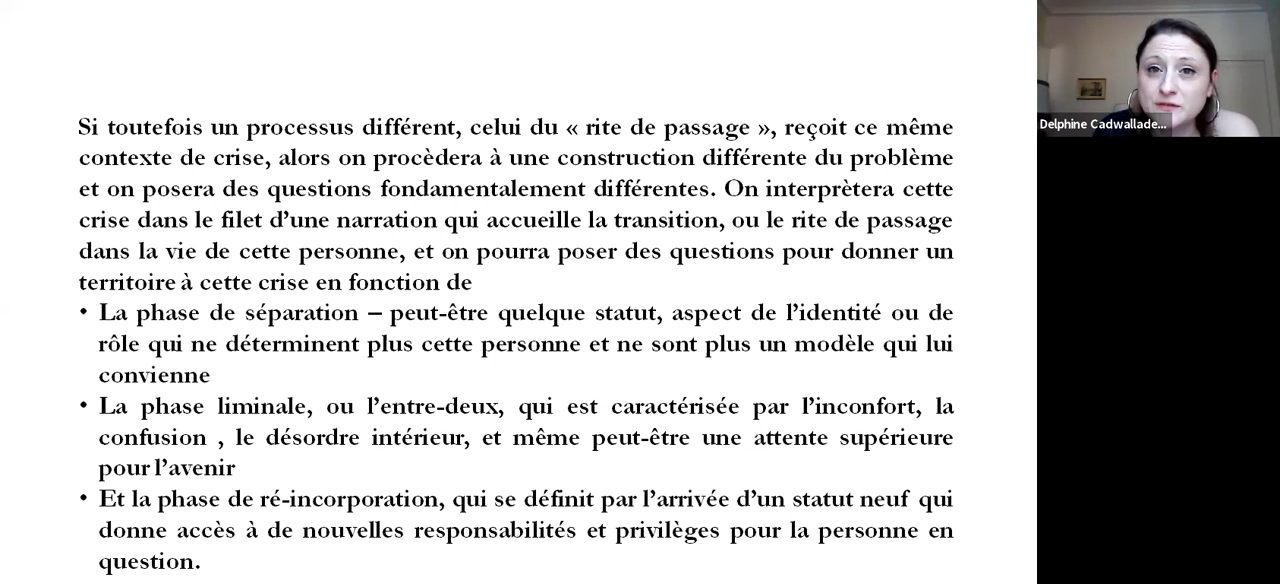 Si toutefois un processus différent, celui du « rite de passage », reçoit ce même
contexte de crise, alors on procèdera à une construction différente du problème
et on posera des questions fondamentalement différentes. On interprètera cette
crise dans le filet d’une narration qui accueille la transition, ou le rite de passage
dans la vie de cette personne, et on pourra poser des questions pour donner un
territoire à cette crise en fonction de
• La phase de séparation – peut-être quelque statut, aspect de l’identité ou de
rôle qui ne déterminent plus cette personne et ne sont plus un modèle qui lui
convienne
• La phase liminale, ou l’entre-deux, qui est caractérisée par l’inconfort, la
confusion , le désordre intérieur, et même peut-être une attente supérieure
pour l’avenir
• Et la phase de ré-incorporation, qui se définit par l’arrivée d’un statut neuf qui
donne accès à de nouvelles responsabilités et privilèges pour la personne en
question.
Delphine Cadwallade...